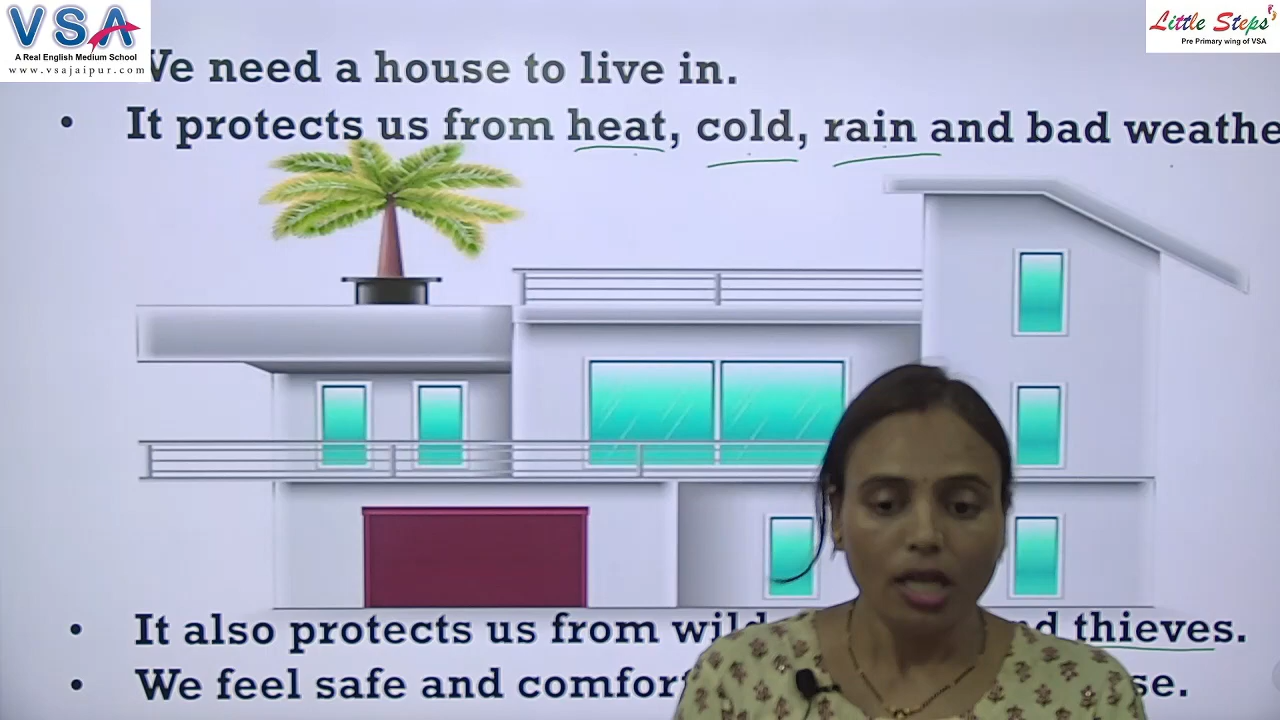 VSA
A Real English Medium School
www.vsajaipur.com
Little Steps
Pre Primary wing of VSA
We need a house to live in.
• It protects us from heat, cold, rain and bad weathe
• It also protects us from wild thieves.
• We feel safe and